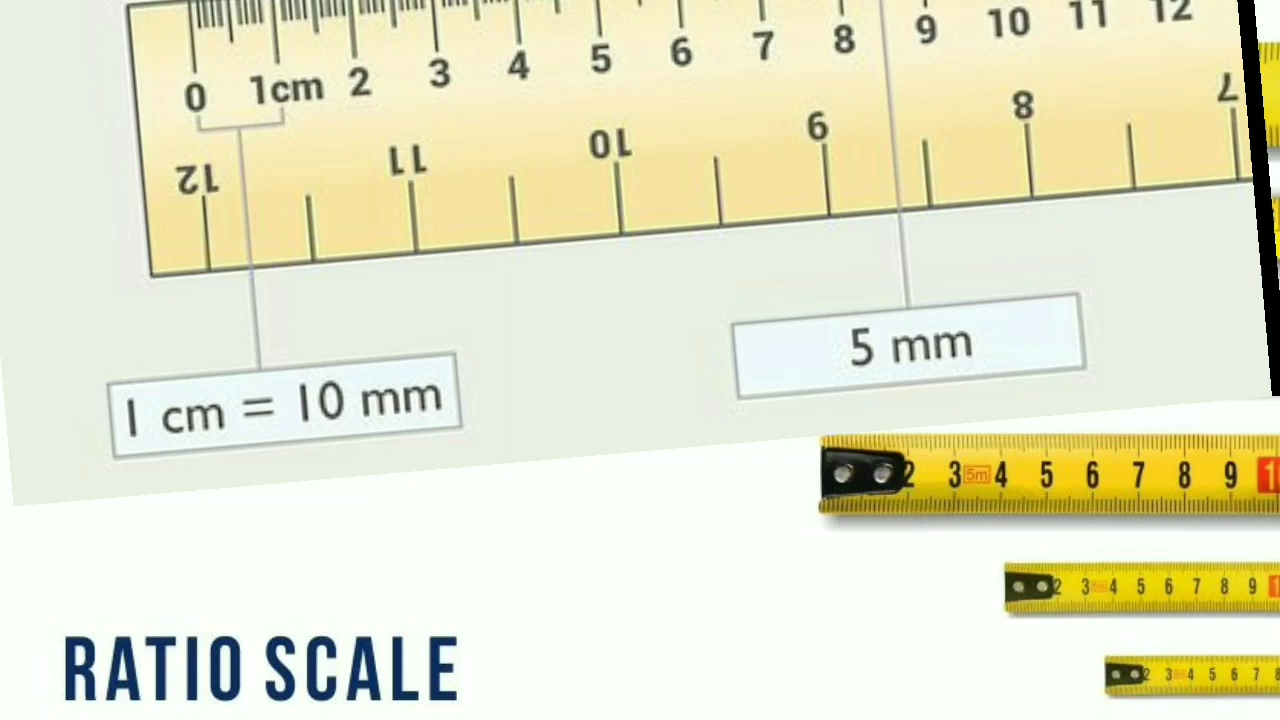 0 1cm 2 3 4 5 6 7 8 9 10 11 12
12 11 10 9 8 7
1 cm = 10 mm
5 mm
2 3 5m 4 5 6 7 8 9
2 3 4 5 6 7 8 9
RATIO SCALE
2 3 4 5 6 7 8